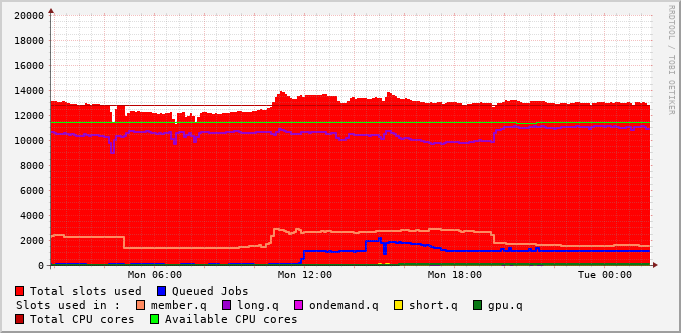 20000
18000
16000
14000
12000
10000
8000
6000
4000
2000
0
Mon 06:00 Mon 12:00 Mon 18:00 Tue 00:00
Total slots used Queued Jobs
Slots used in : member.q long.q ondemand.q short.q gpu.q
Total CPU cores Available CPU cores
RRDTOOL / TOBI OETIKER